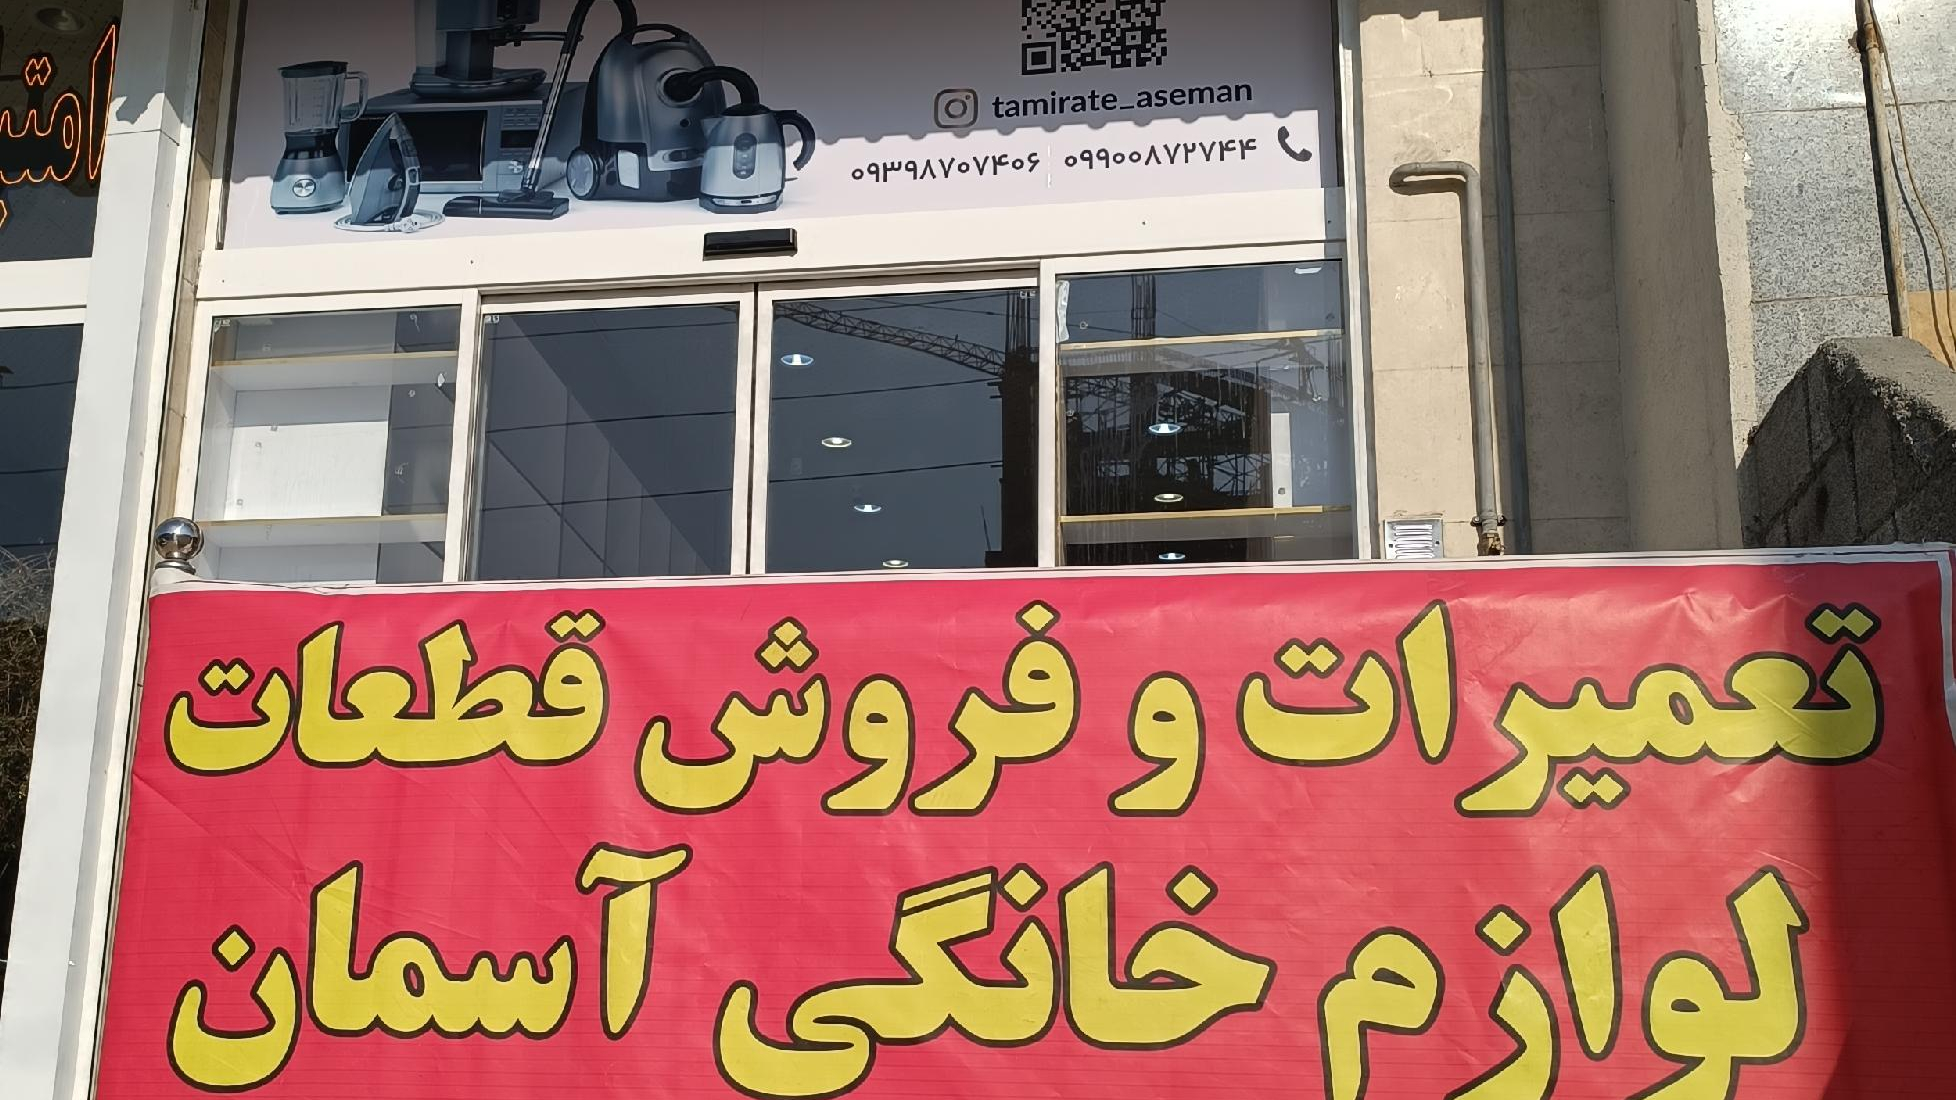 tamirate_aseman
۰۹۳۹۸۷۰۷۴۰۶ ۰۹۹۰۰۸۷۲۷۴۴
تعمیرات و فروش قطعات
لوازم خانگی آسمان